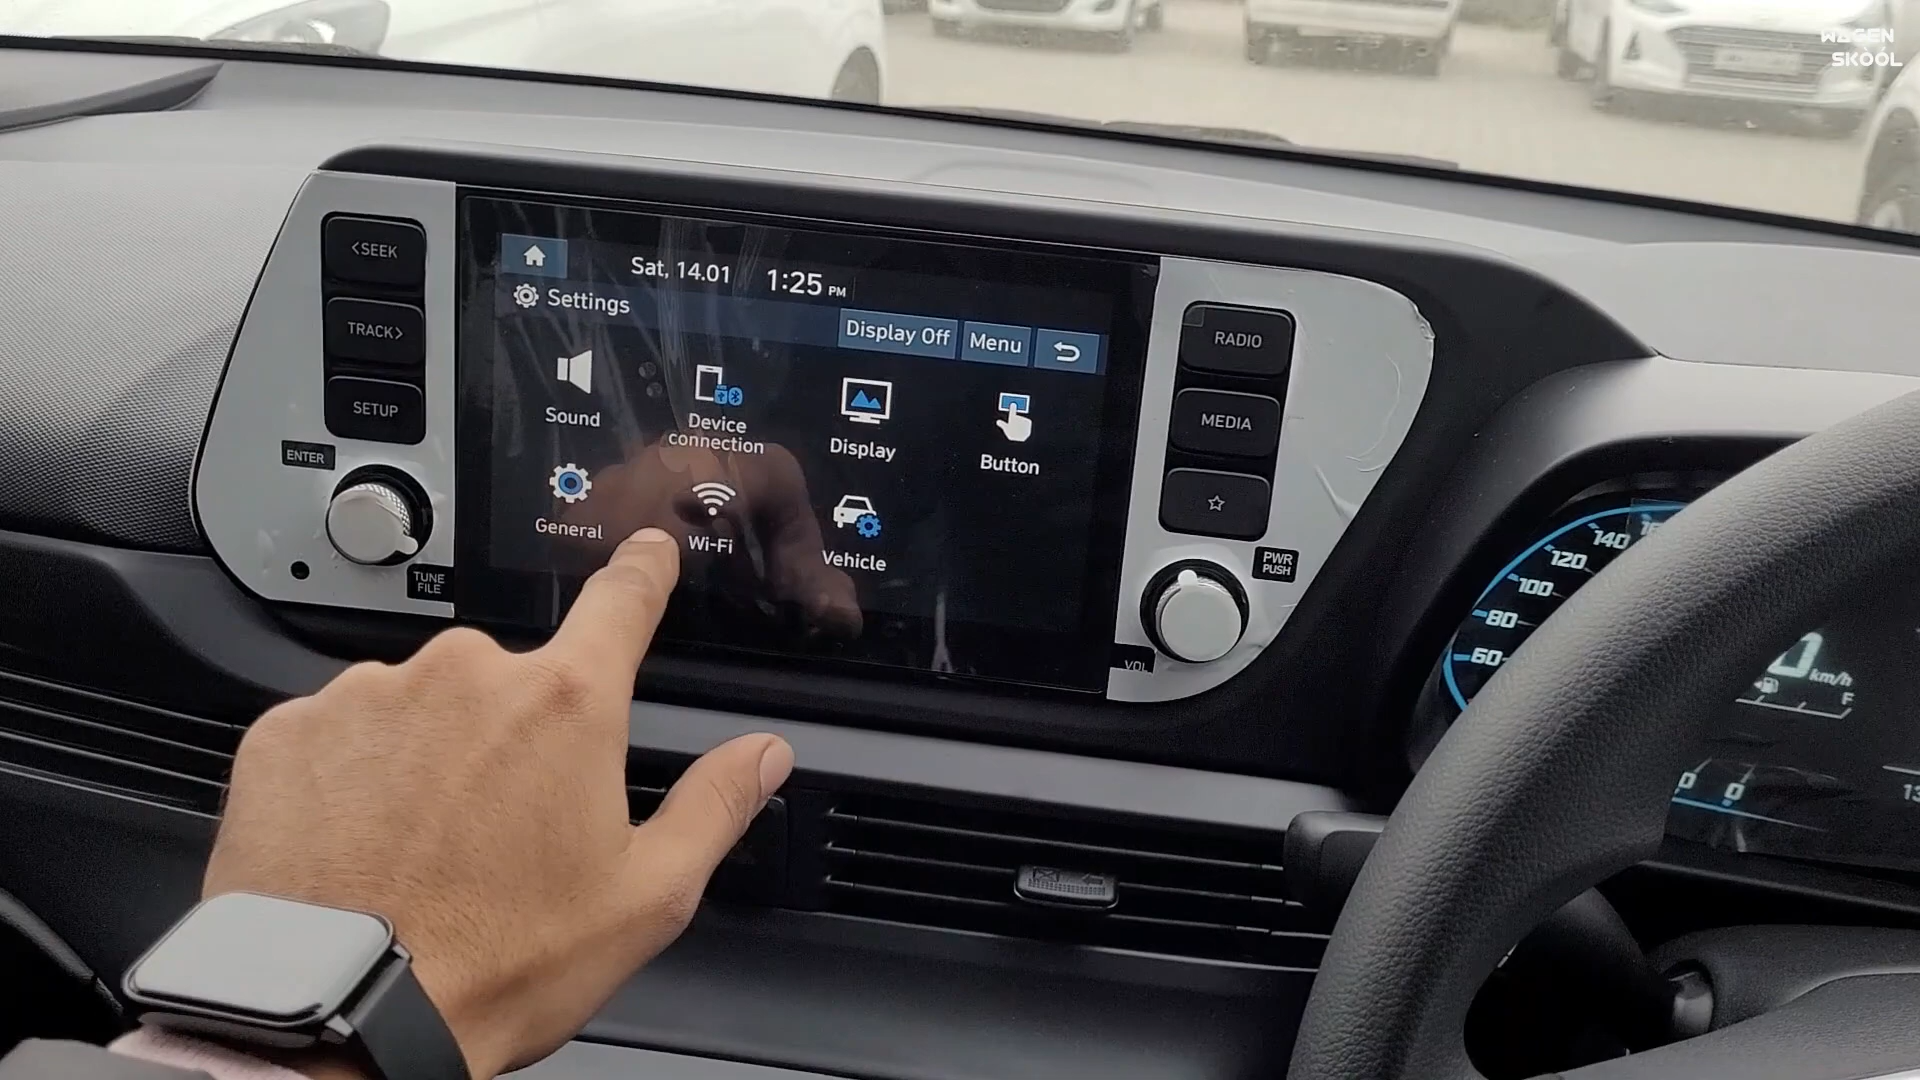 WAGEN
SKOOL
<SEEK
TRACK>
SETUP
ENTER
TUNE
FILE
Sat, 14.01 1:25 PM
Settings
Display Off Menu
Sound
Device
connection
Display
Button
General
Wi-Fi
Vehicle
RADIO
MEDIA
PWR
PUSH
VOL
140
120
100
80
60
0 km/h
F
0